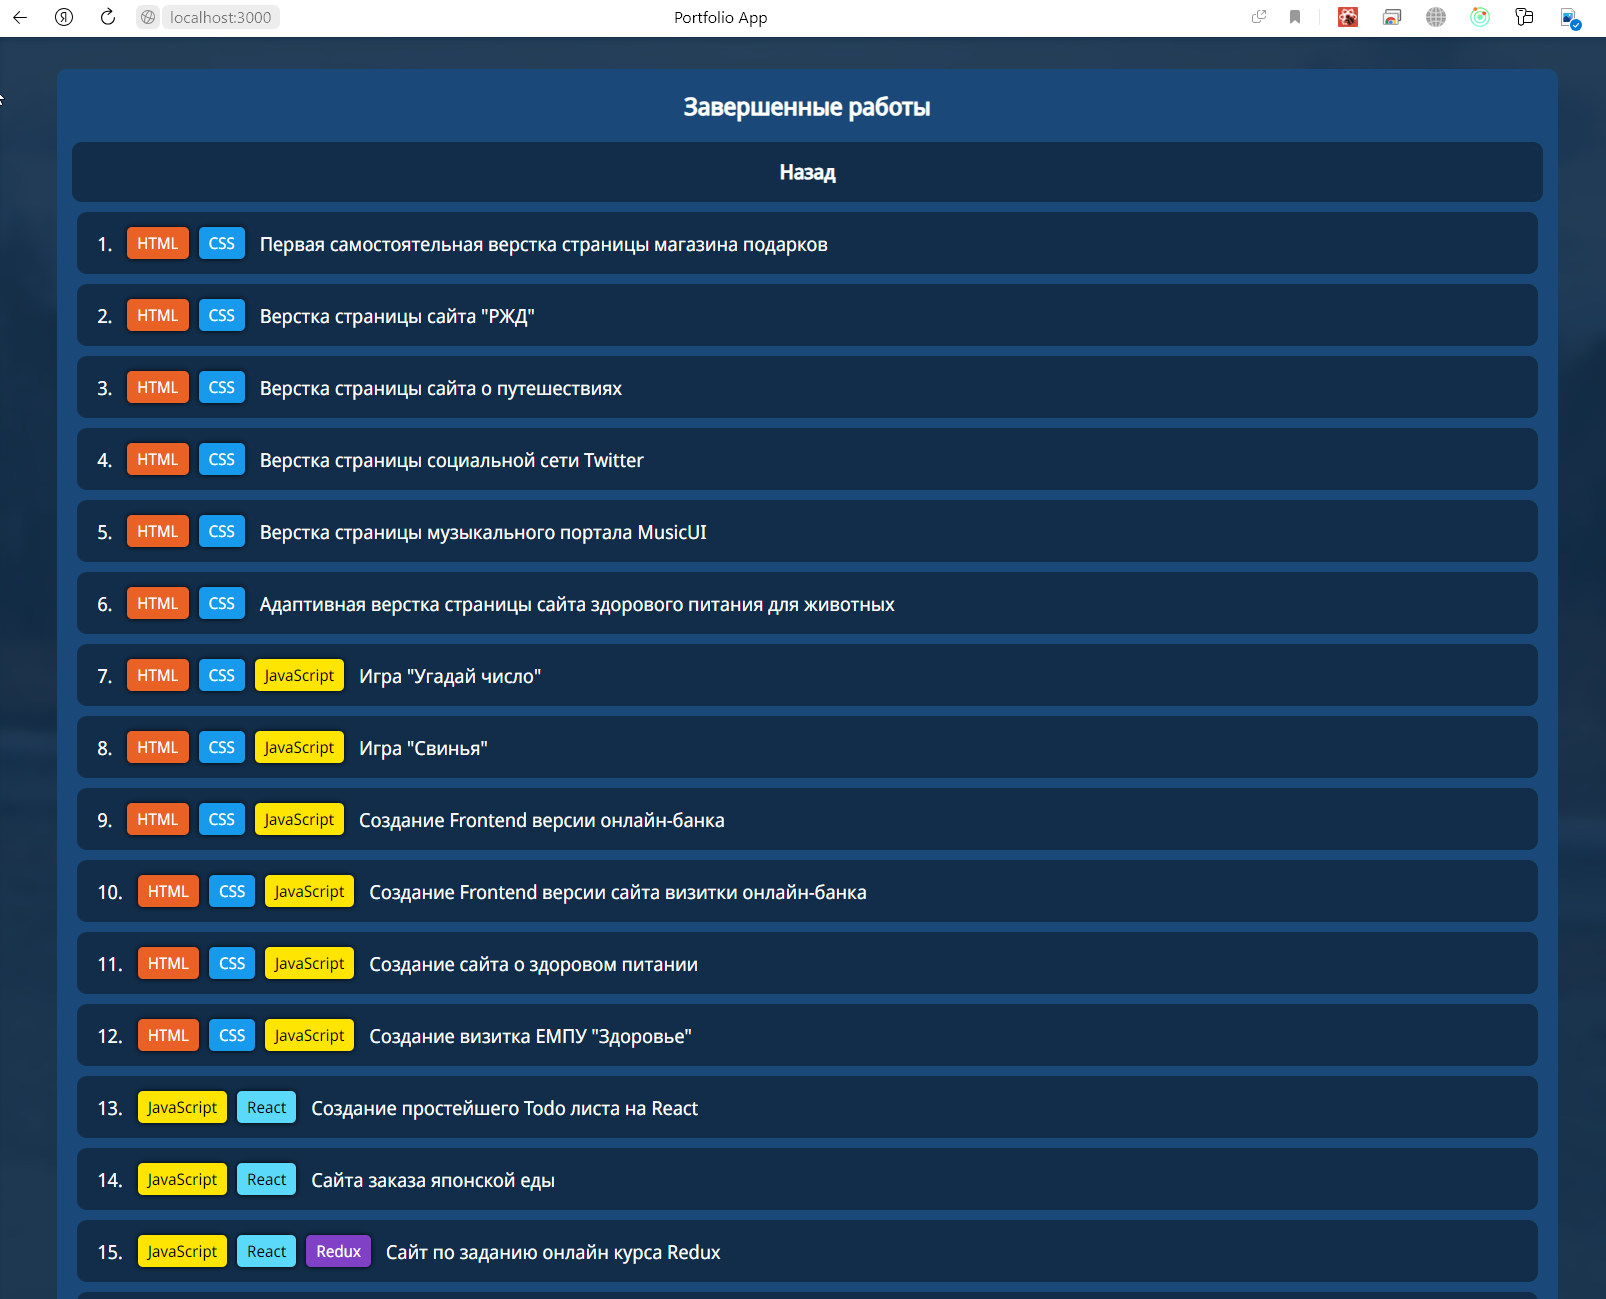 localhost:3000 Portfolio App
Завершенные работы
Назад
1. HTML CSS Первая самостоятельная верстка страницы магазина подарков
2. HTML CSS Верстка страницы сайта "РЖД"
3. HTML CSS Верстка страницы сайта о путешествиях
4. HTML CSS Верстка страницы социальной сети Twitter
5. HTML CSS Верстка страницы музыкального портала MusicUI
6. HTML CSS Адаптивная верстка страницы сайта здорового питания для животных
7. HTML CSS JavaScript Игра "Угадай число"
8. HTML CSS JavaScript Игра "Свинья"
9. HTML CSS JavaScript Создание Frontend версии онлайн-банка
10. HTML CSS JavaScript Создание Frontend версии сайта визитки онлайн-банка
11. HTML CSS JavaScript Создание сайта о здоровом питании
12. HTML CSS JavaScript Создание визитка ЕМПУ "Здоровье"
13. JavaScript React Создание простейшего Todo листа на React
14. JavaScript React Сайта заказа японской еды
15. JavaScript React Redux Сайт по заданию онлайн курса Redux